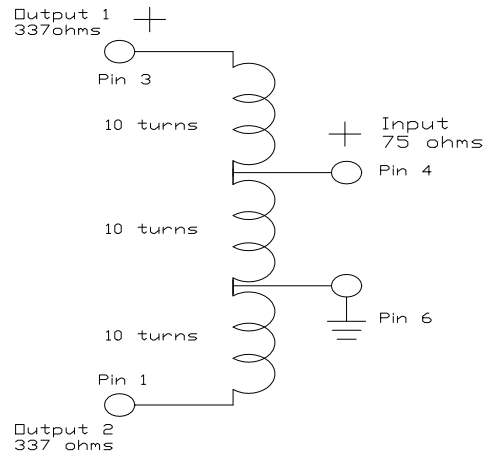 Output 1
337ohms
+
Pin 3
10 turns
+
Input
75 ohms
Pin 4
10 turns
Pin 6
10 turns
Pin 1
Output 2
337 ohms